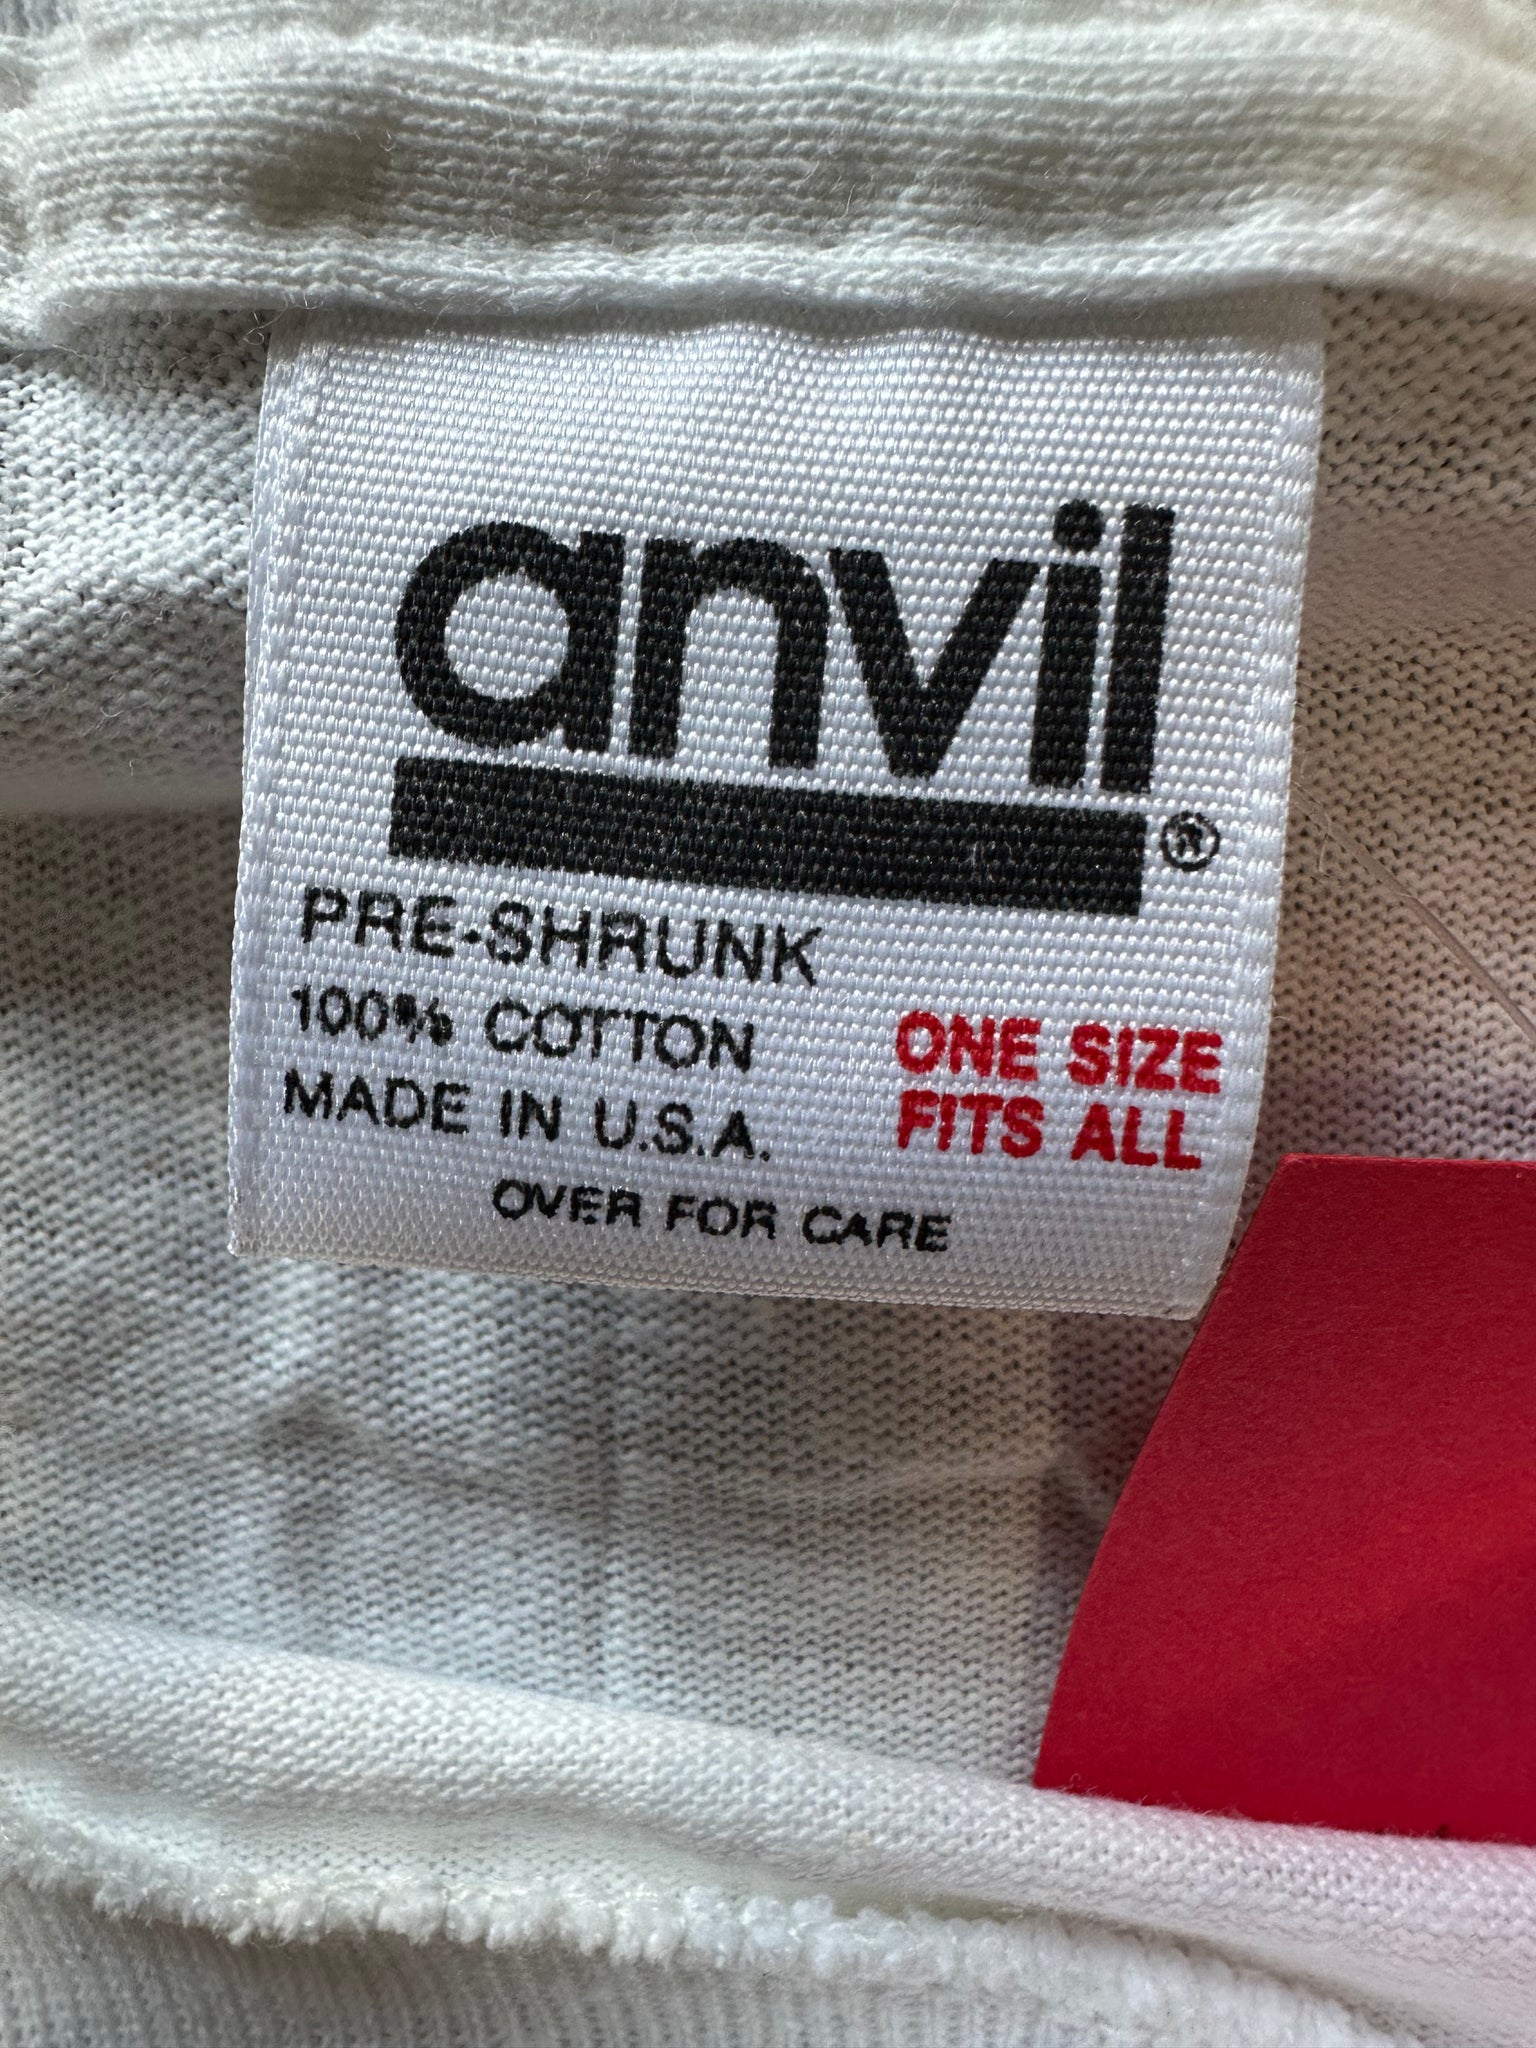 anvil®
PRE-SHRUNK
100% COTTON
MADE IN U.S.A.
ONE SIZE
FITS ALL
OVER FOR CARE